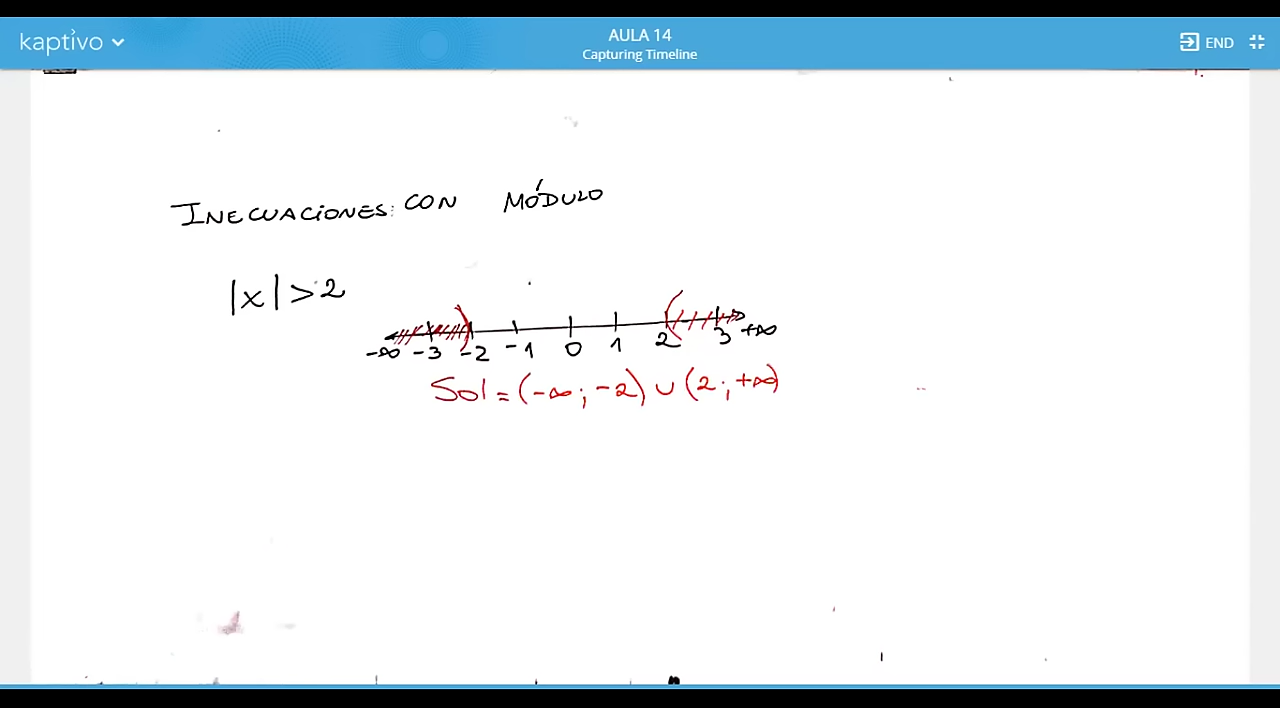 kaptivo
AULA 14
Capturing Timeline
END
INECUACIONES: CON MÓDULO
|x| > 2
-∞ -3 -2 -1 0 1 2 3 +∞
Sol = (-∞ ; -2) ∪ (2 ; +∞)